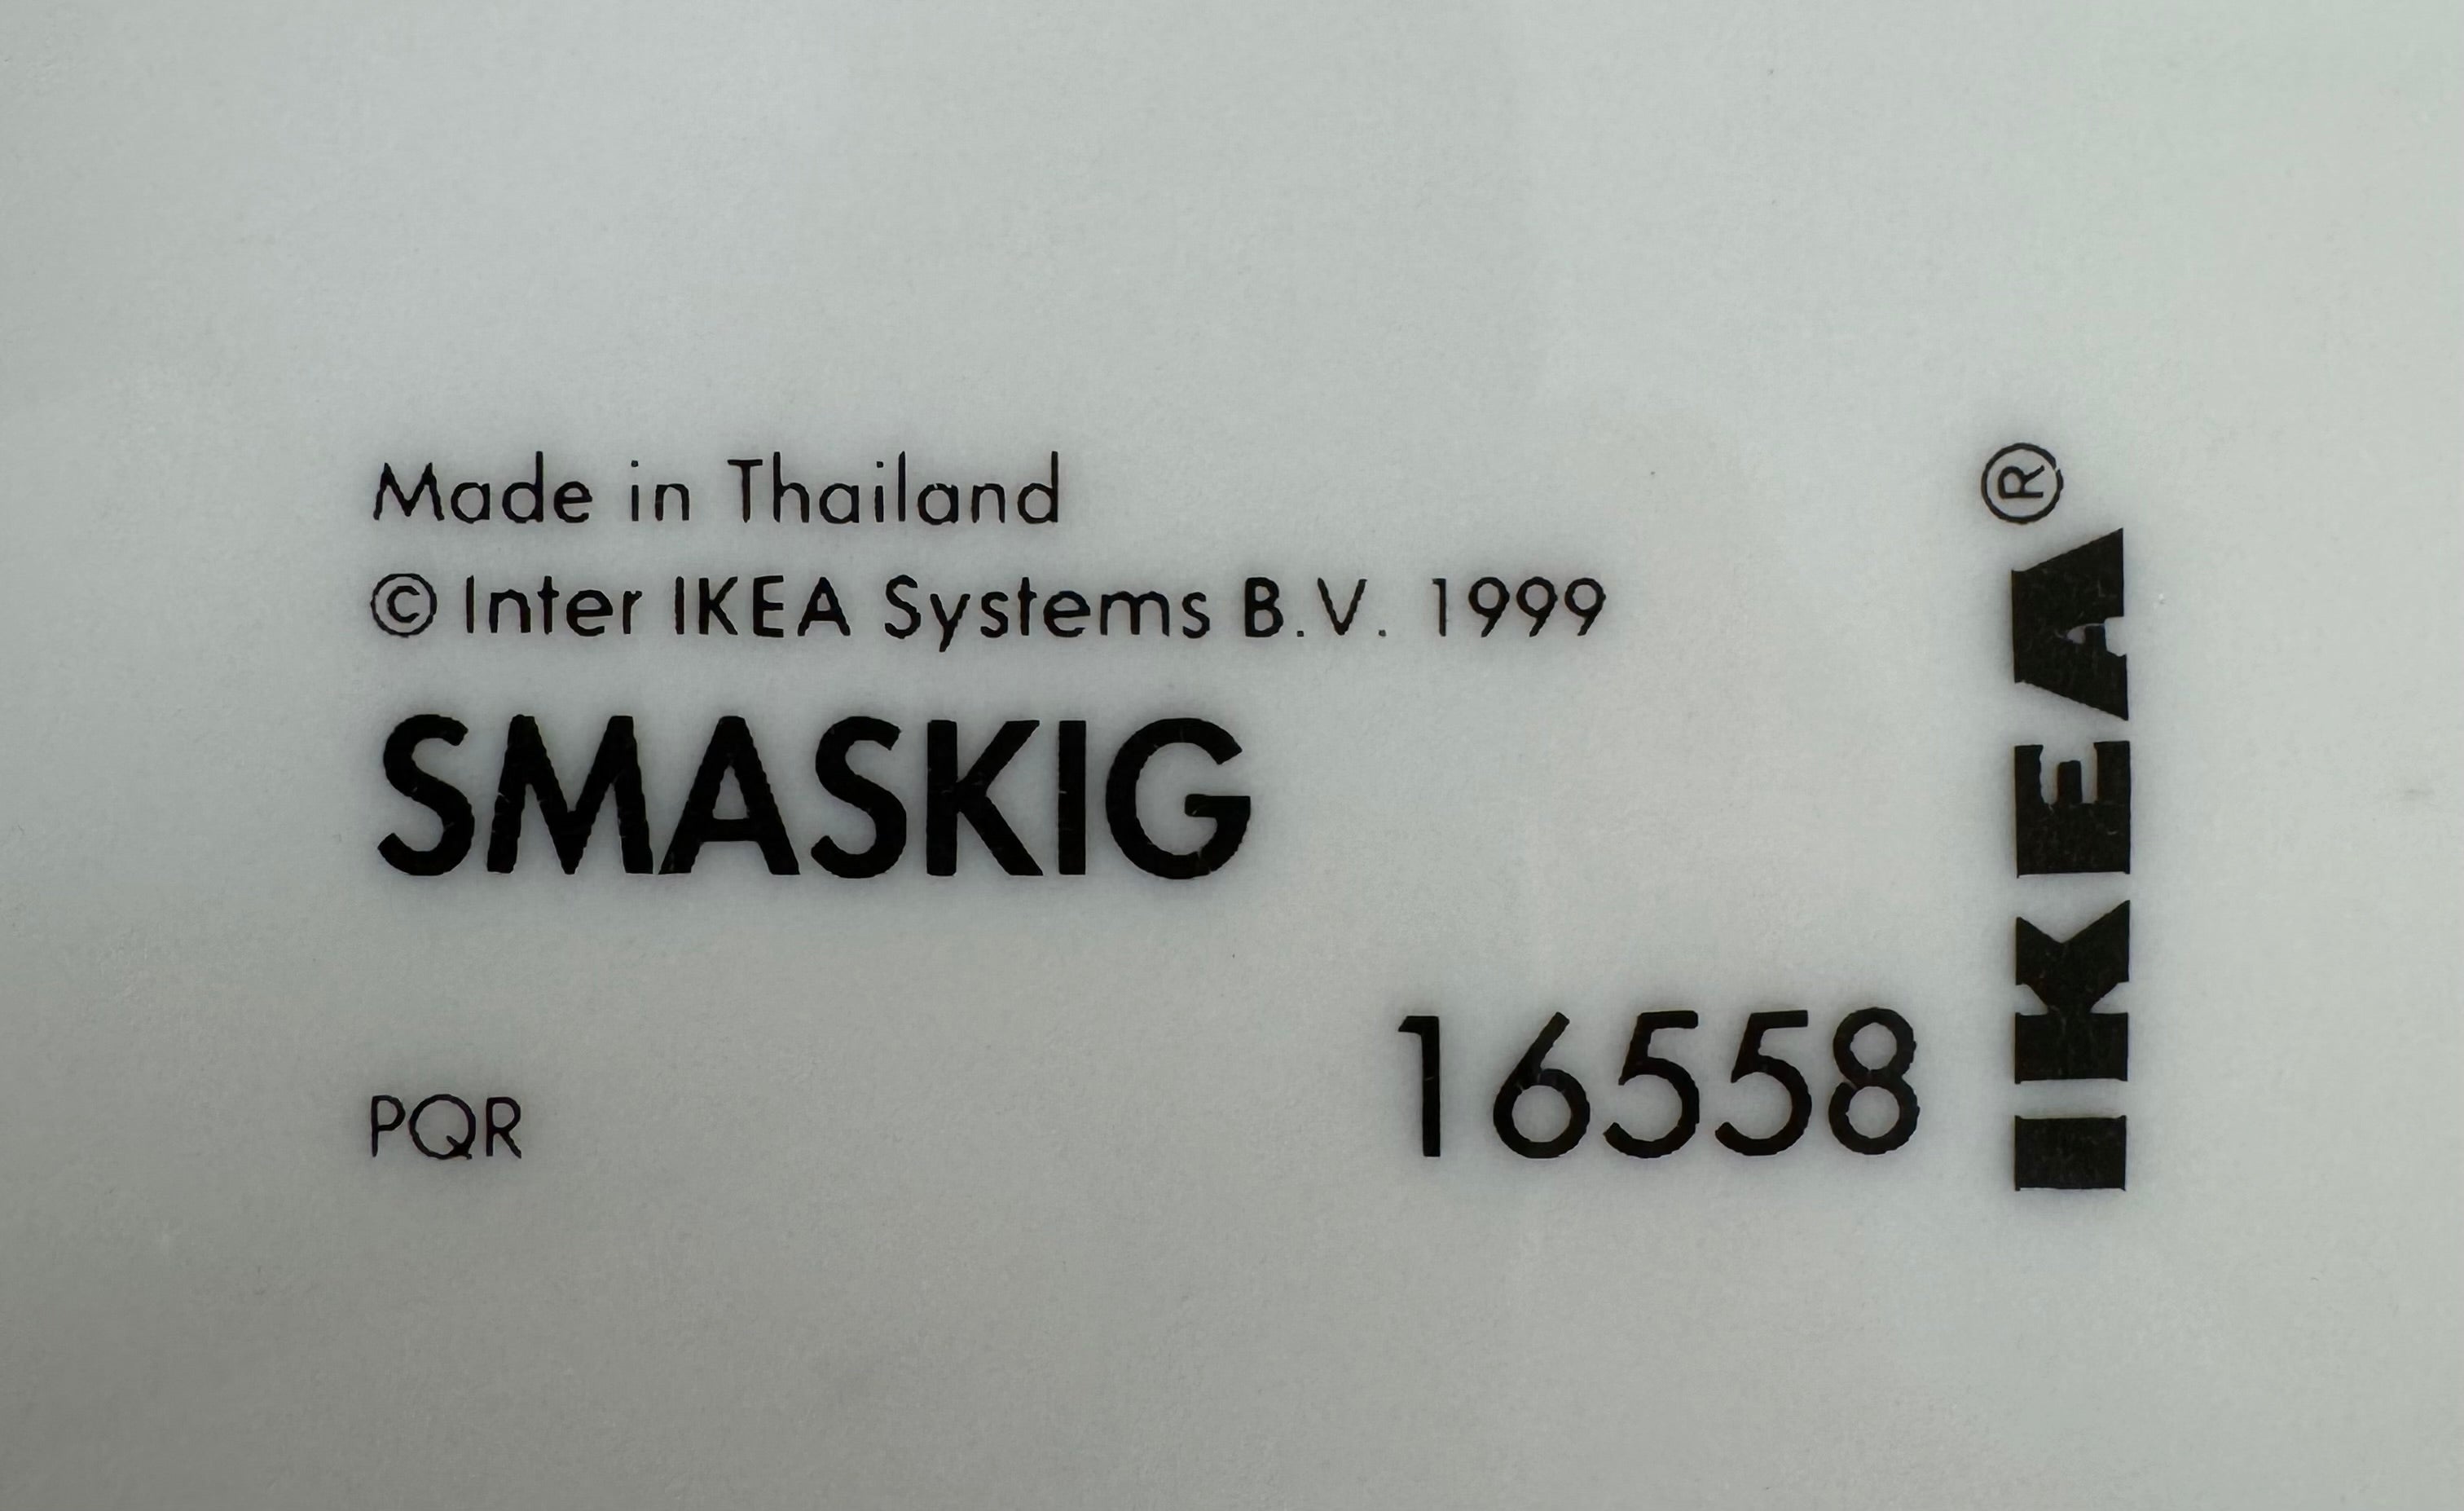 Made in Thailand
© Inter IKEA Systems B.V. 1999
SMASKIG
PQR
16558
IKEA®